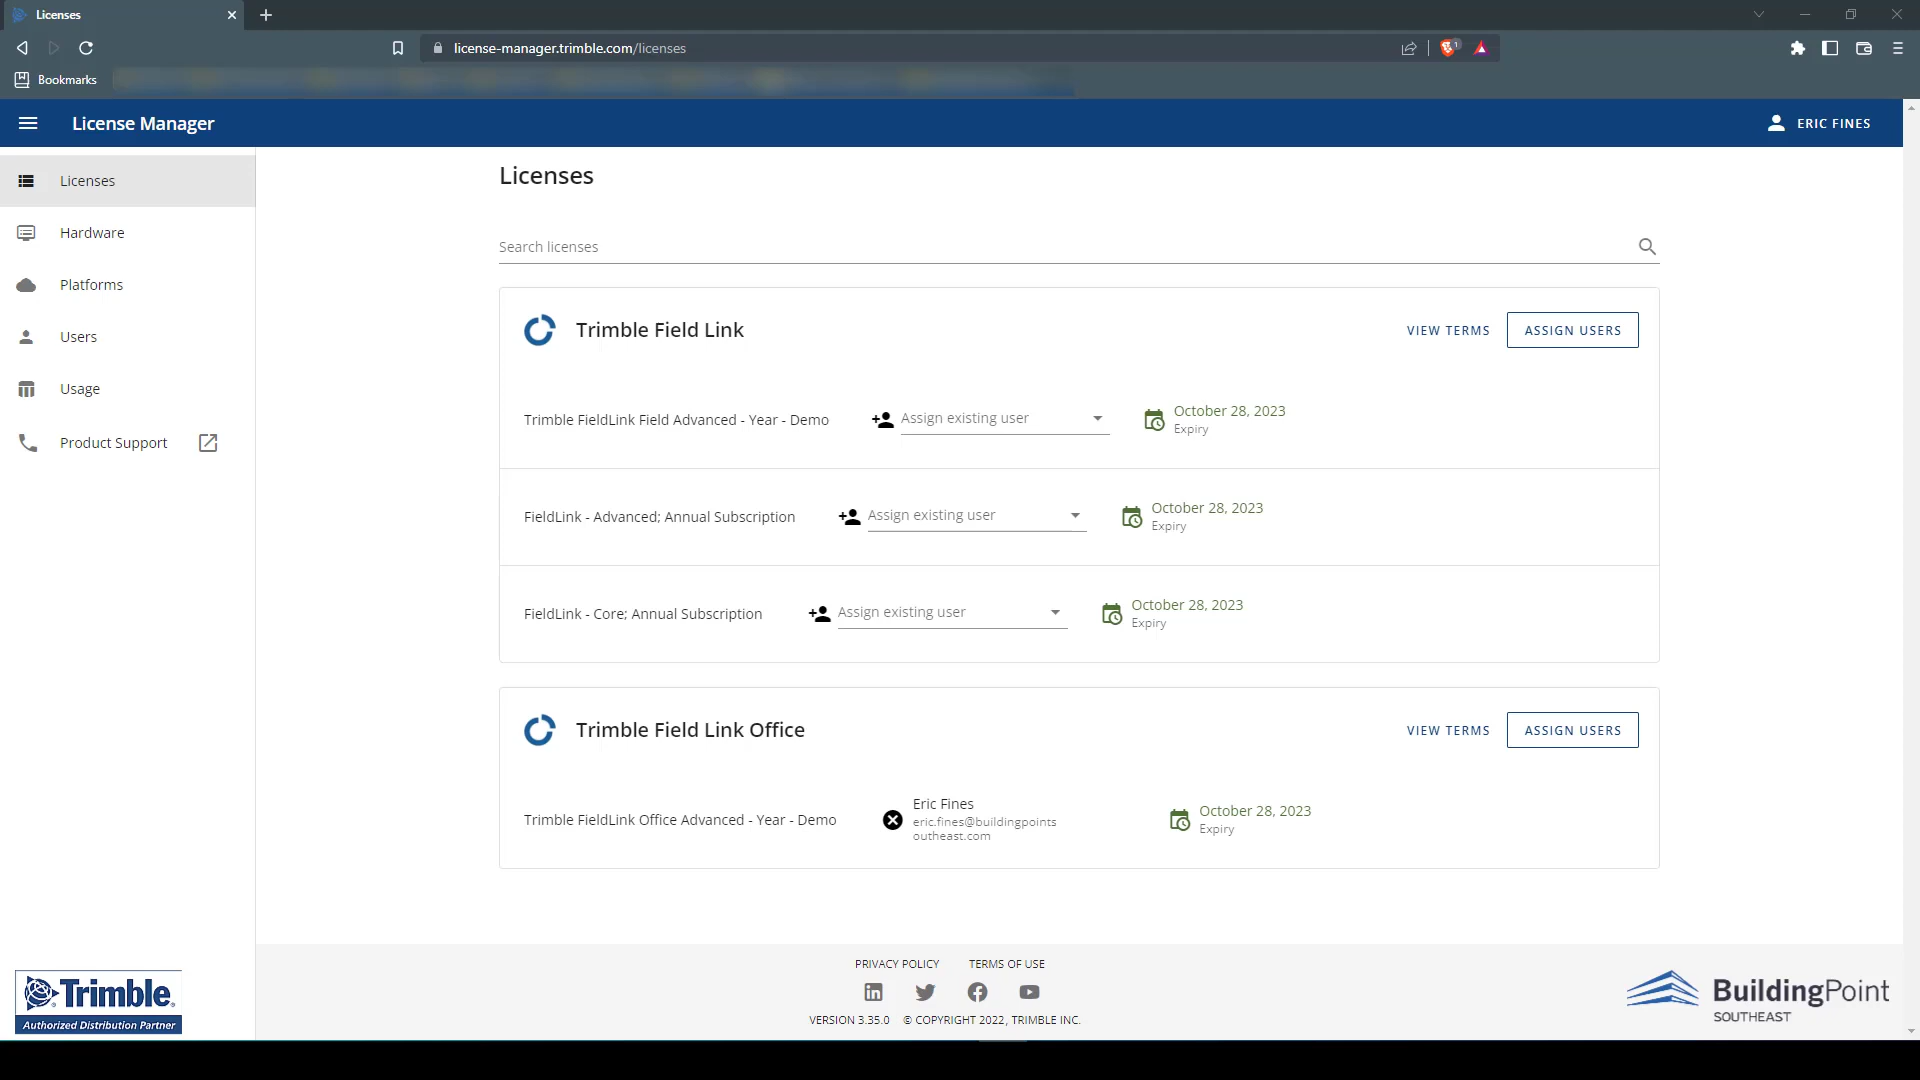 Licenses
license-manager.trimble.com/licenses
1
Bookmarks
License Manager
ERIC FINES
Licenses
Hardware
Platforms
Users
Usage
Product Support
Licenses
Search licenses
Trimble Field Link
VIEW TERMS
ASSIGN USERS
Trimble FieldLink Field Advanced - Year - Demo
Assign existing user
October 28, 2023
Expiry
FieldLink - Advanced; Annual Subscription
Assign existing user
October 28, 2023
Expiry
FieldLink - Core; Annual Subscription
Assign existing user
October 28, 2023
Expiry
Trimble Field Link Office
VIEW TERMS
ASSIGN USERS
Trimble FieldLink Office Advanced - Year - Demo
Eric Fines
eric.fines@buildingpoints
outheast.com
October 28, 2023
Expiry
Trimble
Authorized Distribution Partner
PRIVACY POLICY
TERMS OF USE
VERSION 3.35.0
© COPYRIGHT 2022, TRIMBLE INC.
BuildingPoint
SOUTHEAST